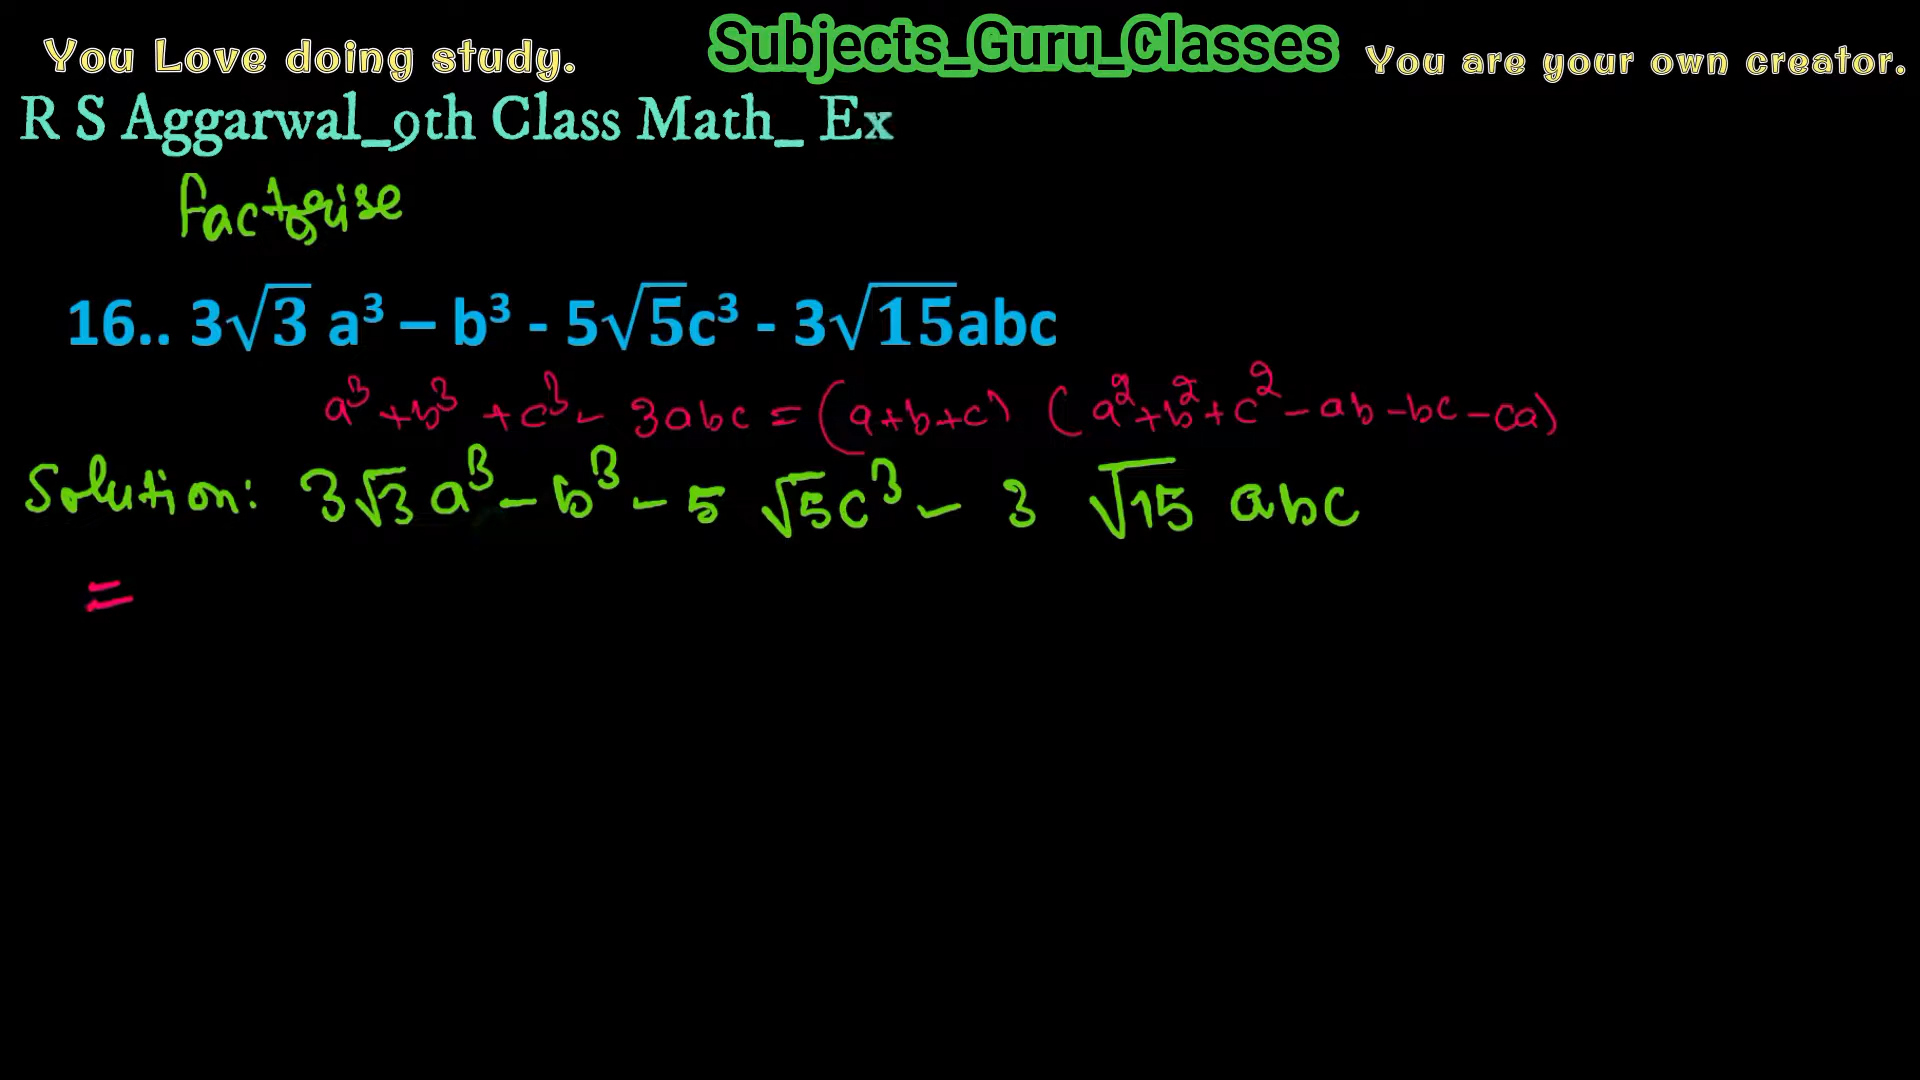 You Love doing study. Subjects_Guru_Classes You are your own creator.
R S Aggarwal_9th Class Math_ Ex
Factorise
16.. 3√3 a³ – b³ - 5√5c³ - 3√15abc
a³ + b³ + c³ - 3abc = (a+b+c) (a²+b²+c²-ab-bc-ca)
Solution: 3√3 a³ - b³ - 5 √5c³ - 3 √15 abc
=